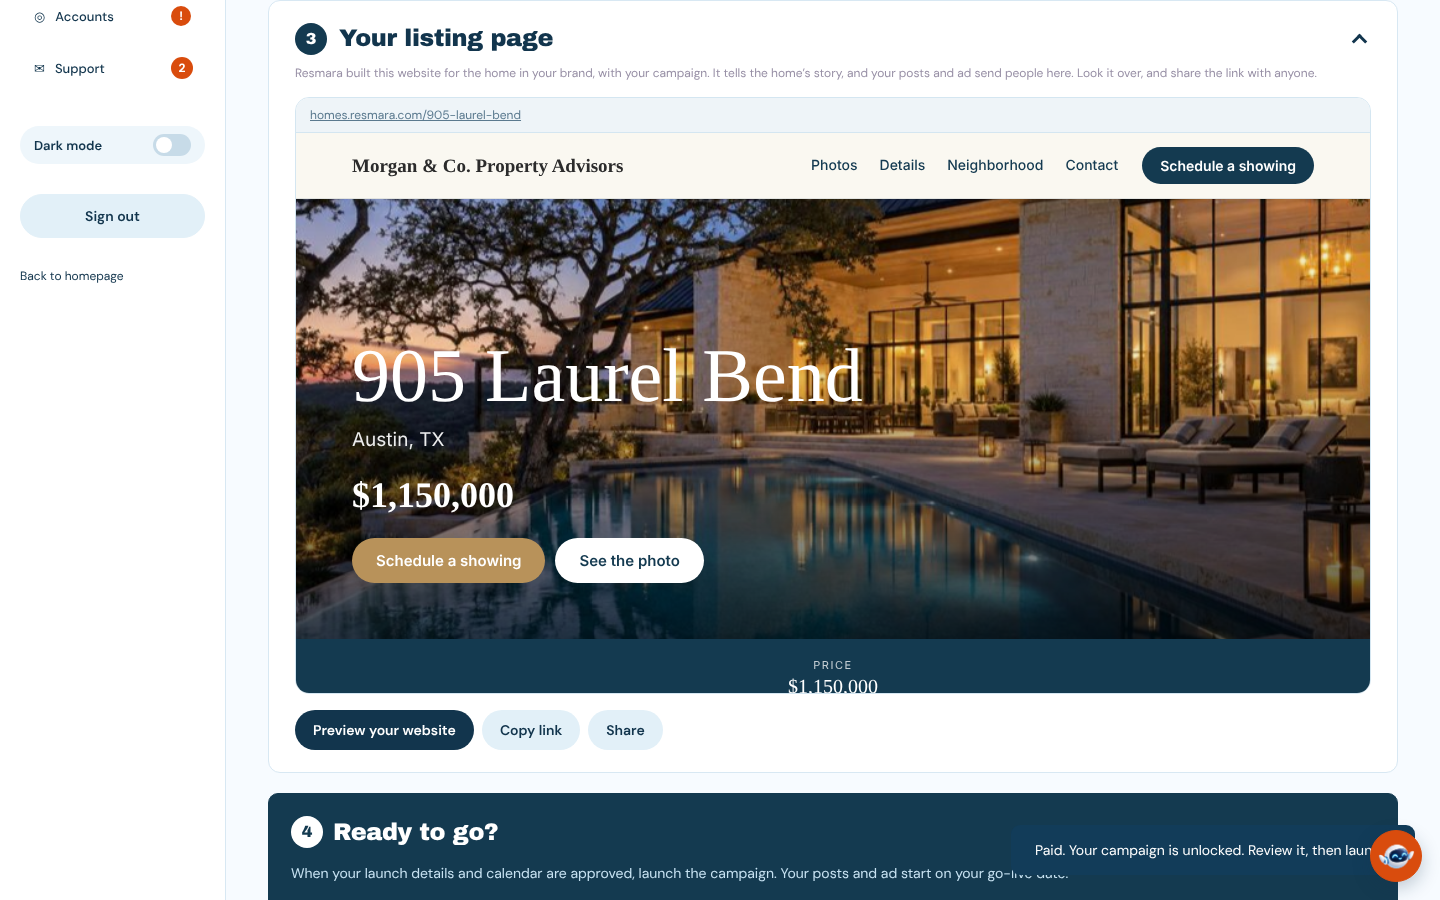 Accounts
!
Support
2
Dark mode
Sign out
Back to homepage
3 Your listing page
Resmara built this website for the home in your brand, with your campaign. It tells the home's story, and your posts and ad send people here. Look it over, and share the link with anyone.
homes.resmara.com/905-laurel-bend
Morgan & Co. Property Advisors
Photos
Details
Neighborhood
Contact
Schedule a showing
905 Laurel Bend
Austin, TX
$1,150,000
Schedule a showing
See the photo
PRICE
$1,150,000
Preview your website
Copy link
Share
4 Ready to go?
When your launch details and calendar are approved, launch the campaign. Your posts and ad start on your go-live date.
Paid. Your campaign is unlocked. Review it, then